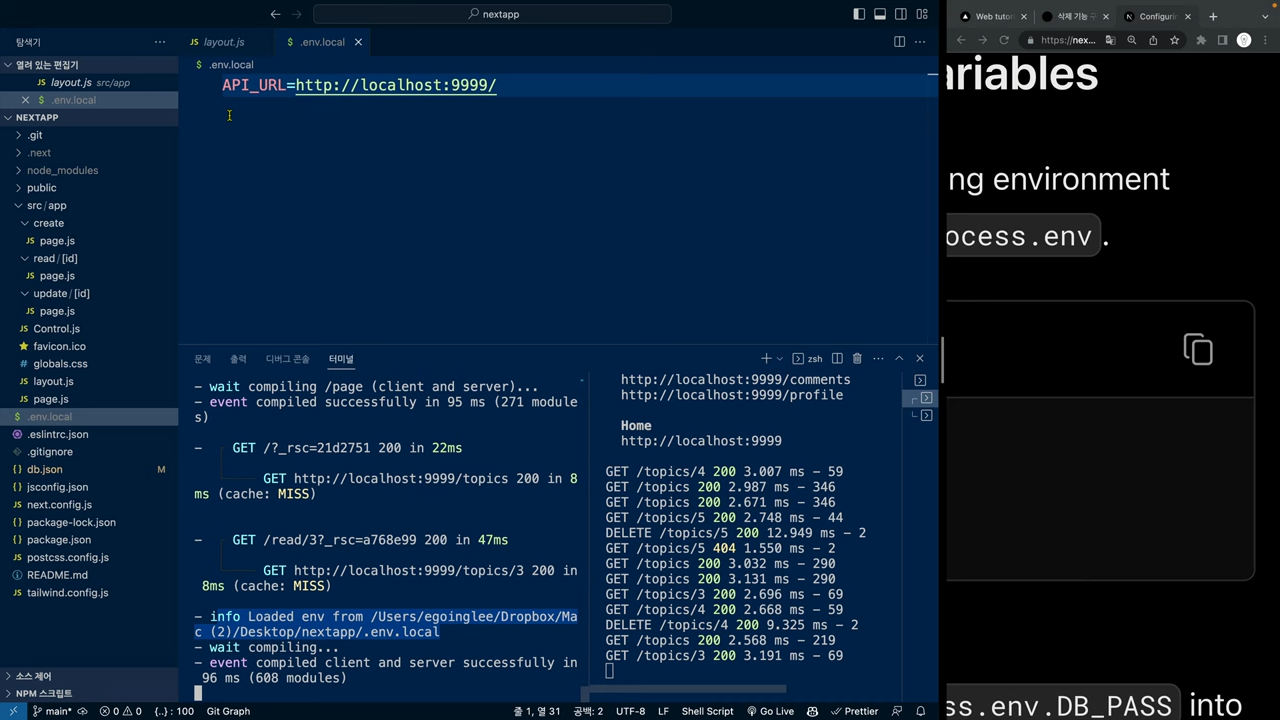 nextapp
탐색기
열려 있는 편집기
layout.js src/app
.env.local
NEXTAPP
.git
.next
node_modules
public
src / app
create
page.js
read / [id]
page.js
update / [id]
page.js
Control.js
favicon.ico
globals.css
layout.js
page.js
.env.local
.eslintrc.json
.gitignore
db.json M
jsconfig.json
next.config.js
package-lock.json
package.json
postcss.config.js
README.md
tailwind.config.js
소스 제어
NPM 스크립트
layout.js
.env.local
.env.local
API_URL=http://localhost:9999/
문제 출력 디버그 콘솔 터미널
zsh
- wait compiling /page (client and server)...
- event compiled successfully in 95 ms (271 module
s)
- GET /?_rsc=21d2751 200 in 22ms
GET http://localhost:9999/topics 200 in 8
ms (cache: MISS)
- GET /read/3?_rsc=a768e99 200 in 47ms
GET http://localhost:9999/topics/3 200 in
8ms (cache: MISS)
- info Loaded env from /Users/egoinglee/Dropbox/Ma
c (2)/Desktop/nextapp/.env.local
- wait compiling...
- event compiled client and server successfully in
96 ms (608 modules)
http://localhost:9999/comments
http://localhost:9999/profile
Home
http://localhost:9999
GET /topics/4 200 3.007 ms - 59
GET /topics 200 2.987 ms - 346
GET /topics 200 2.671 ms - 346
GET /topics/5 200 2.748 ms - 44
DELETE /topics/5 200 12.949 ms - 2
GET /topics/5 404 1.550 ms - 2
GET /topics 200 3.032 ms - 290
GET /topics 200 3.131 ms - 290
GET /topics/3 200 2.696 ms - 69
GET /topics/4 200 2.668 ms - 59
DELETE /topics/4 200 9.325 ms - 2
GET /topics 200 2.568 ms - 219
GET /topics/3 200 3.191 ms - 69
main* 0 0 {..} : 100 Git Graph
줄 1, 열 31 공백: 2 UTF-8 LF Shell Script Go Live Prettier
Web tutor 삭제 기능 구 Configurin
https://nex...
ariables
ng environment
ocess.env.
ss.env.DB_PASS into